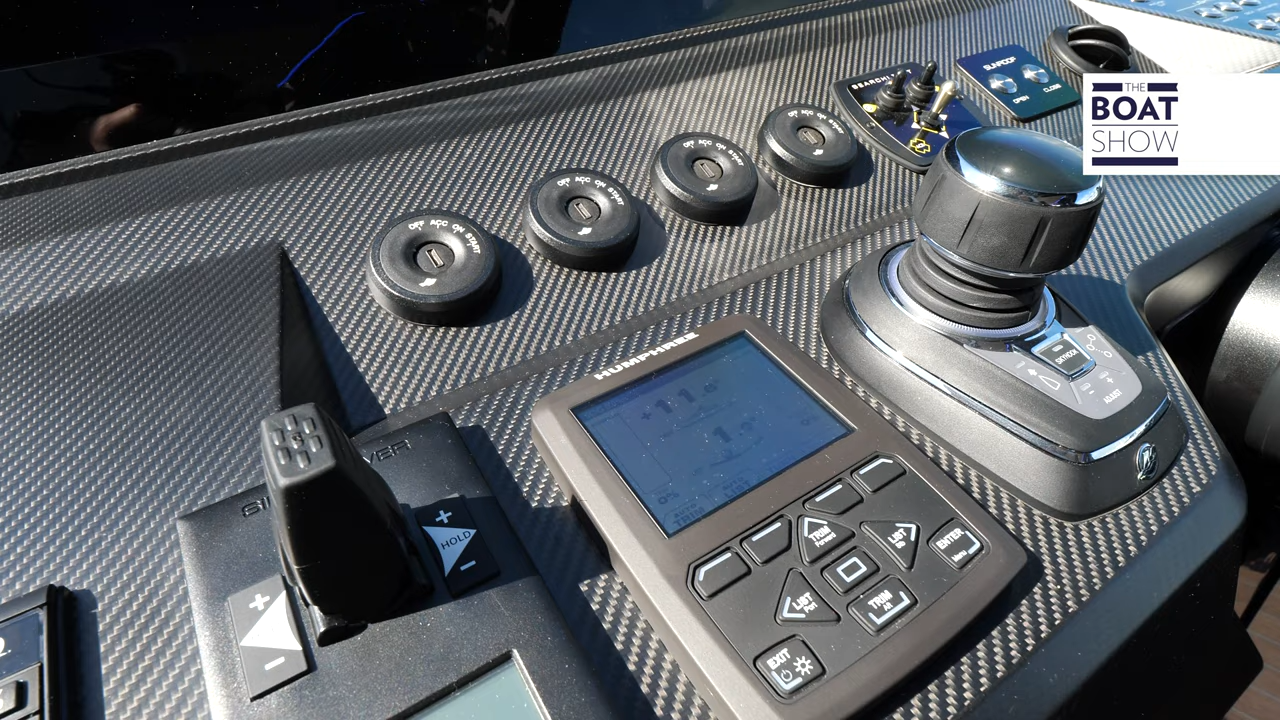 THE
BOAT
SHOW
SUNROOF
OPEN
CLOSE
OFF ACC ON START
OFF ACC ON START
OFF ACC ON START
OFF ACC ON START
SKYHOOK
ADJUST
HUMPHREE
TRIM
Forward
LIST
Stb
ENTER
Menu
LIST
Port
TRIM
Aft
EXIT
+
HOLD
-
+
-